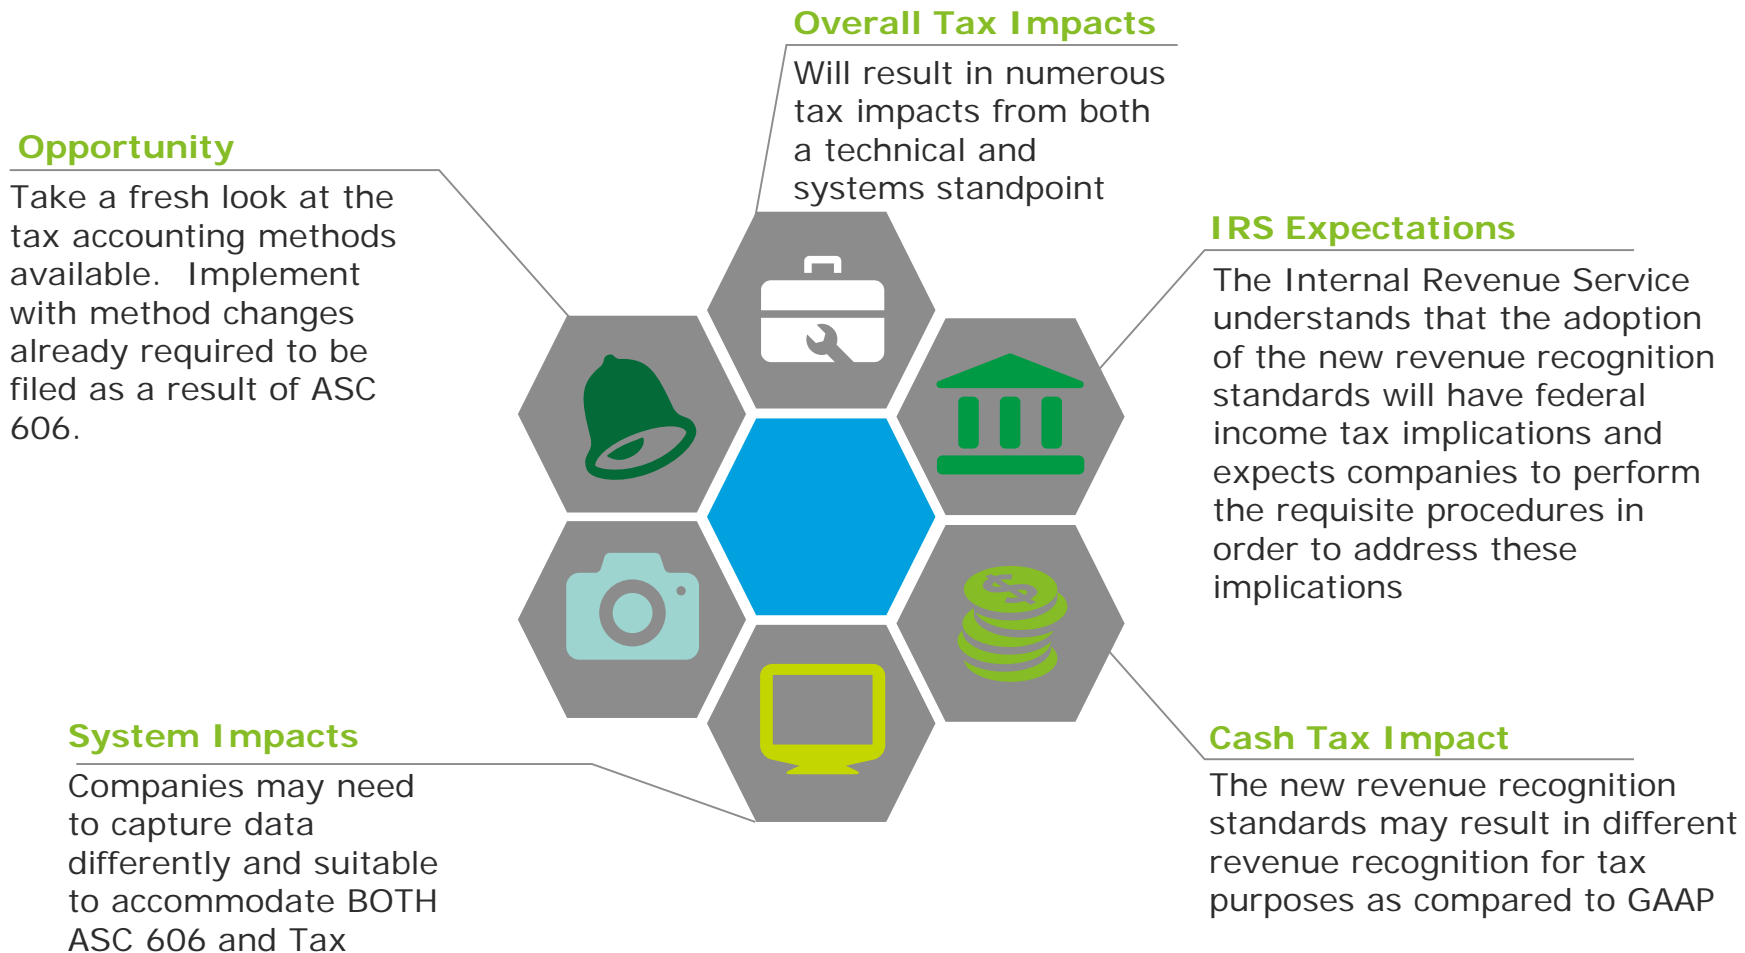 Overall Tax Impacts
Will result in numerous
tax impacts from both
a technical and
systems standpoint
Opportunity
Take a fresh look at the
tax accounting methods
available.  Implement
with method changes
already required to be
filed as a result of ASC
606.
IRS Expectations
The Internal Revenue Service
understands that the adoption
of the new revenue recognition
standards will have federal
income tax implications and
expects companies to perform
the requisite procedures in
order to address these
implications
$
System Impacts
Companies may need
to capture data
differently and suitable
to accommodate BOTH
ASC 606 and Tax
Cash Tax Impact
The new revenue recognition
standards may result in different
revenue recognition for tax
purposes as compared to GAAP